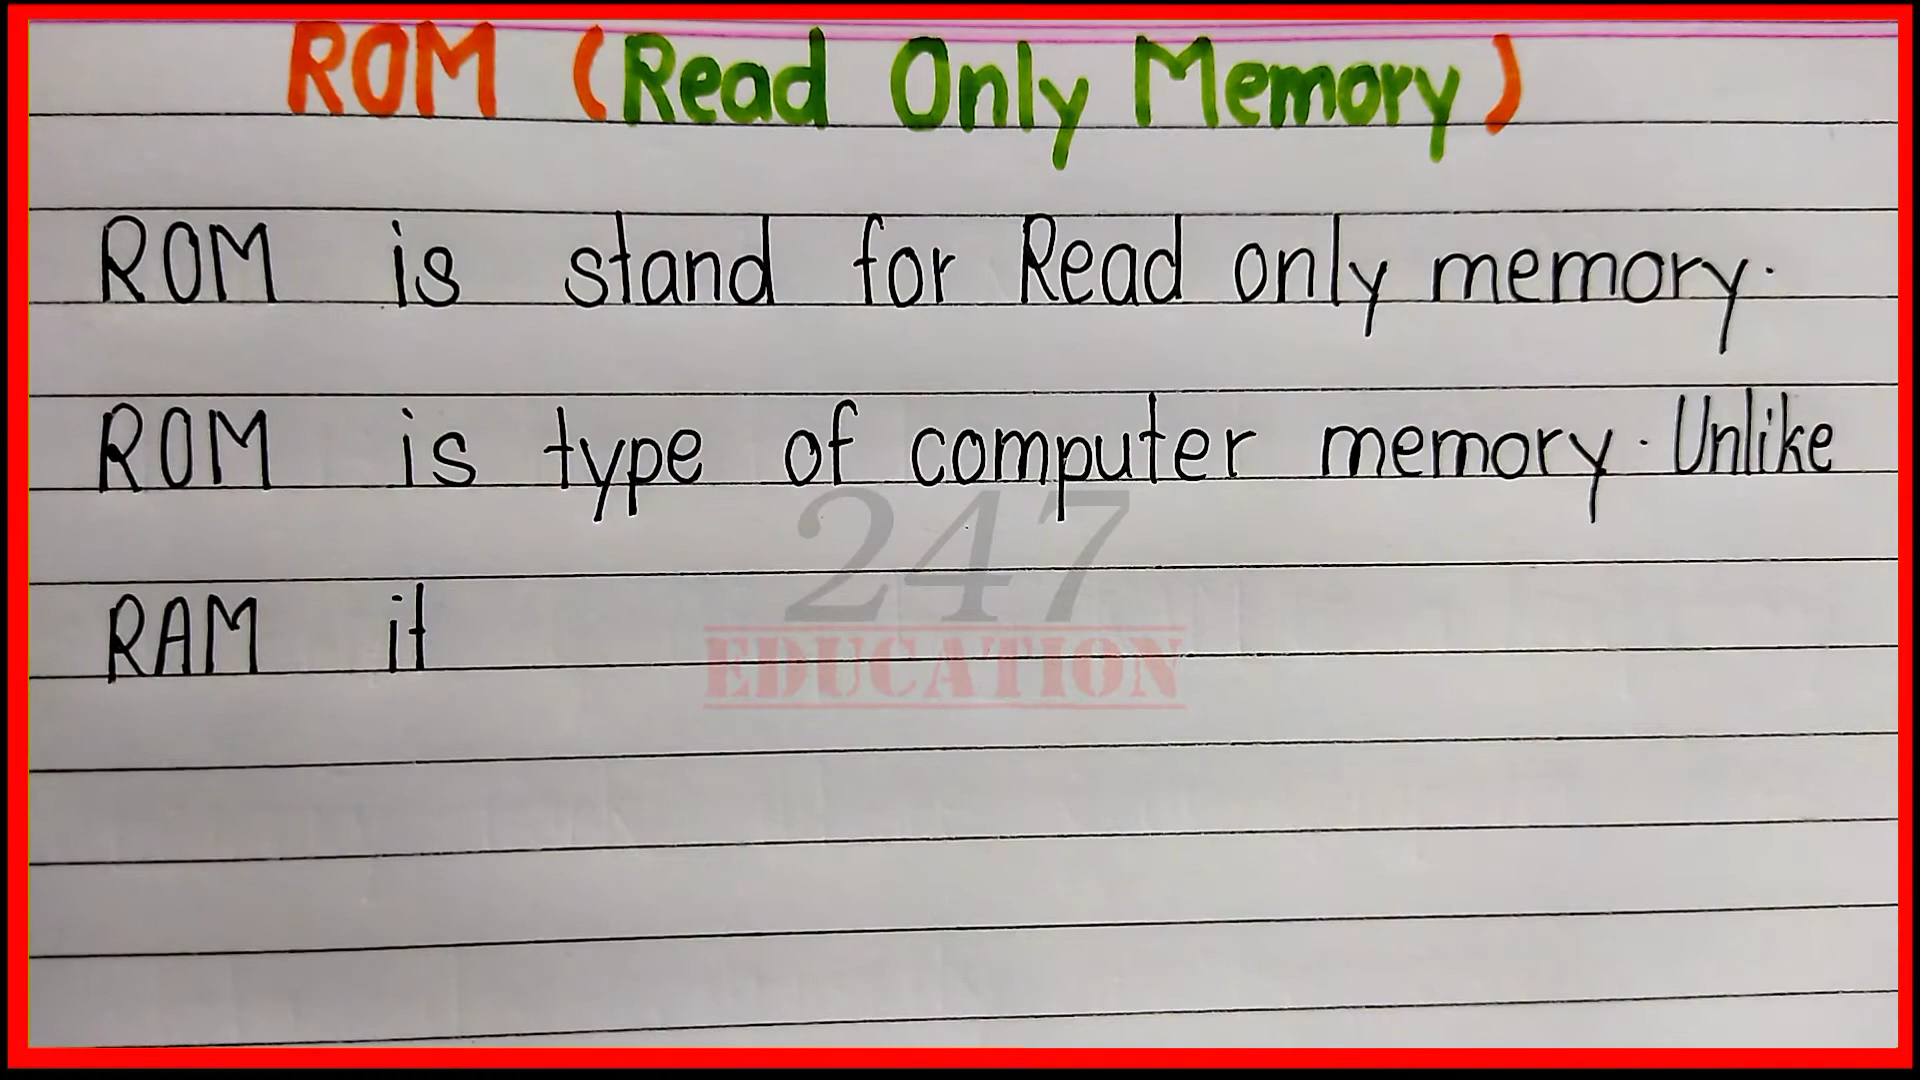 ROM (Read Only Memory)
ROM is stand for Read only memory.
ROM is type of computer memory. Unlike
247
RAM it
EDUCATION